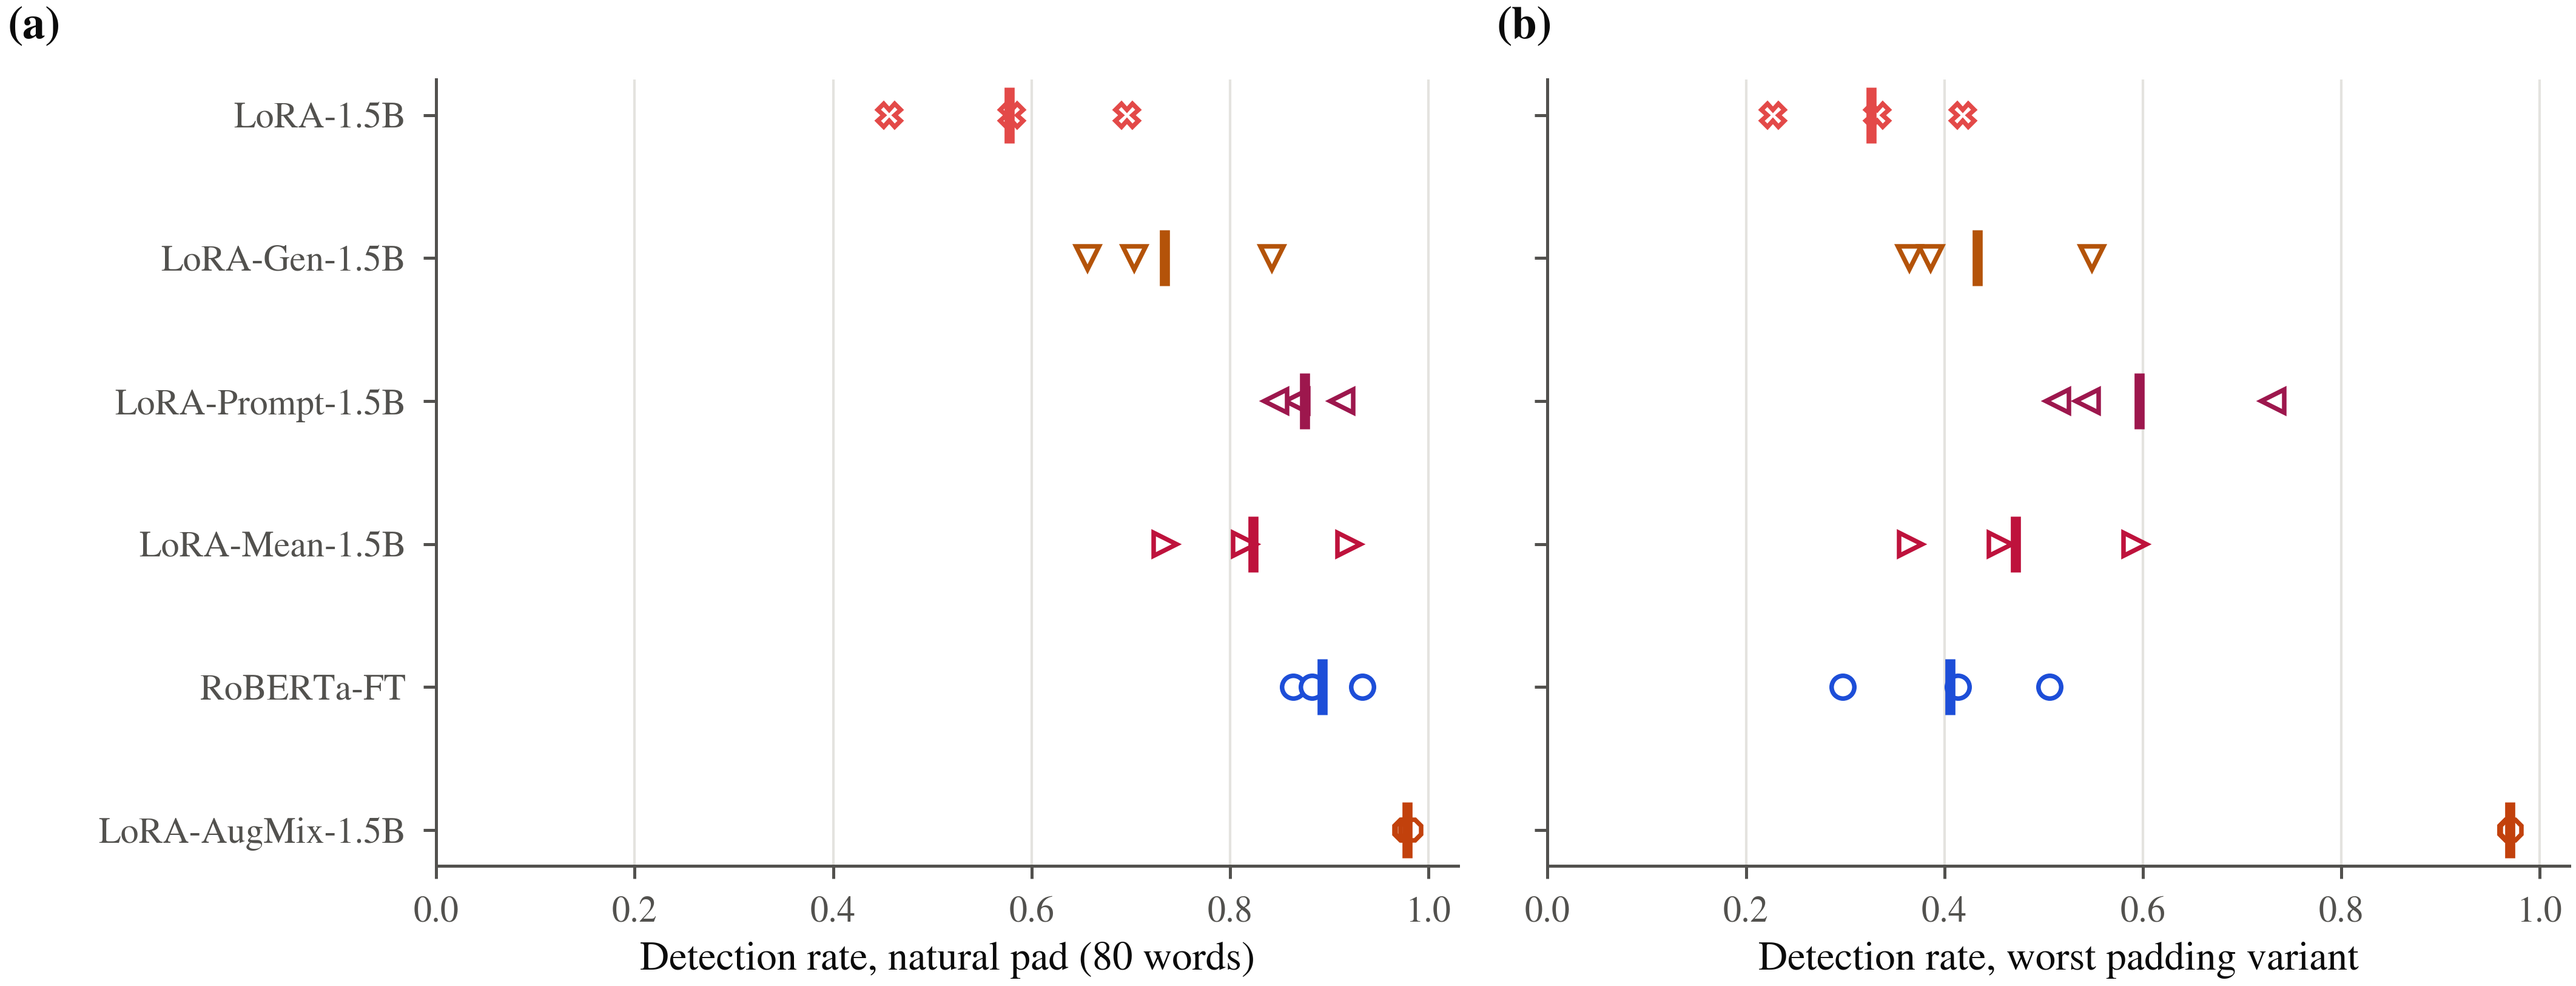 (a)
(b)
LoRA-1.5B
LoRA-Gen-1.5B
LoRA-Prompt-1.5B
LoRA-Mean-1.5B
RoBERTa-FT
LoRA-AugMix-1.5B
0.0 0.2 0.4 0.6 0.8 1.0
Detection rate, natural pad (80 words)
0.0 0.2 0.4 0.6 0.8 1.0
Detection rate, worst padding variant